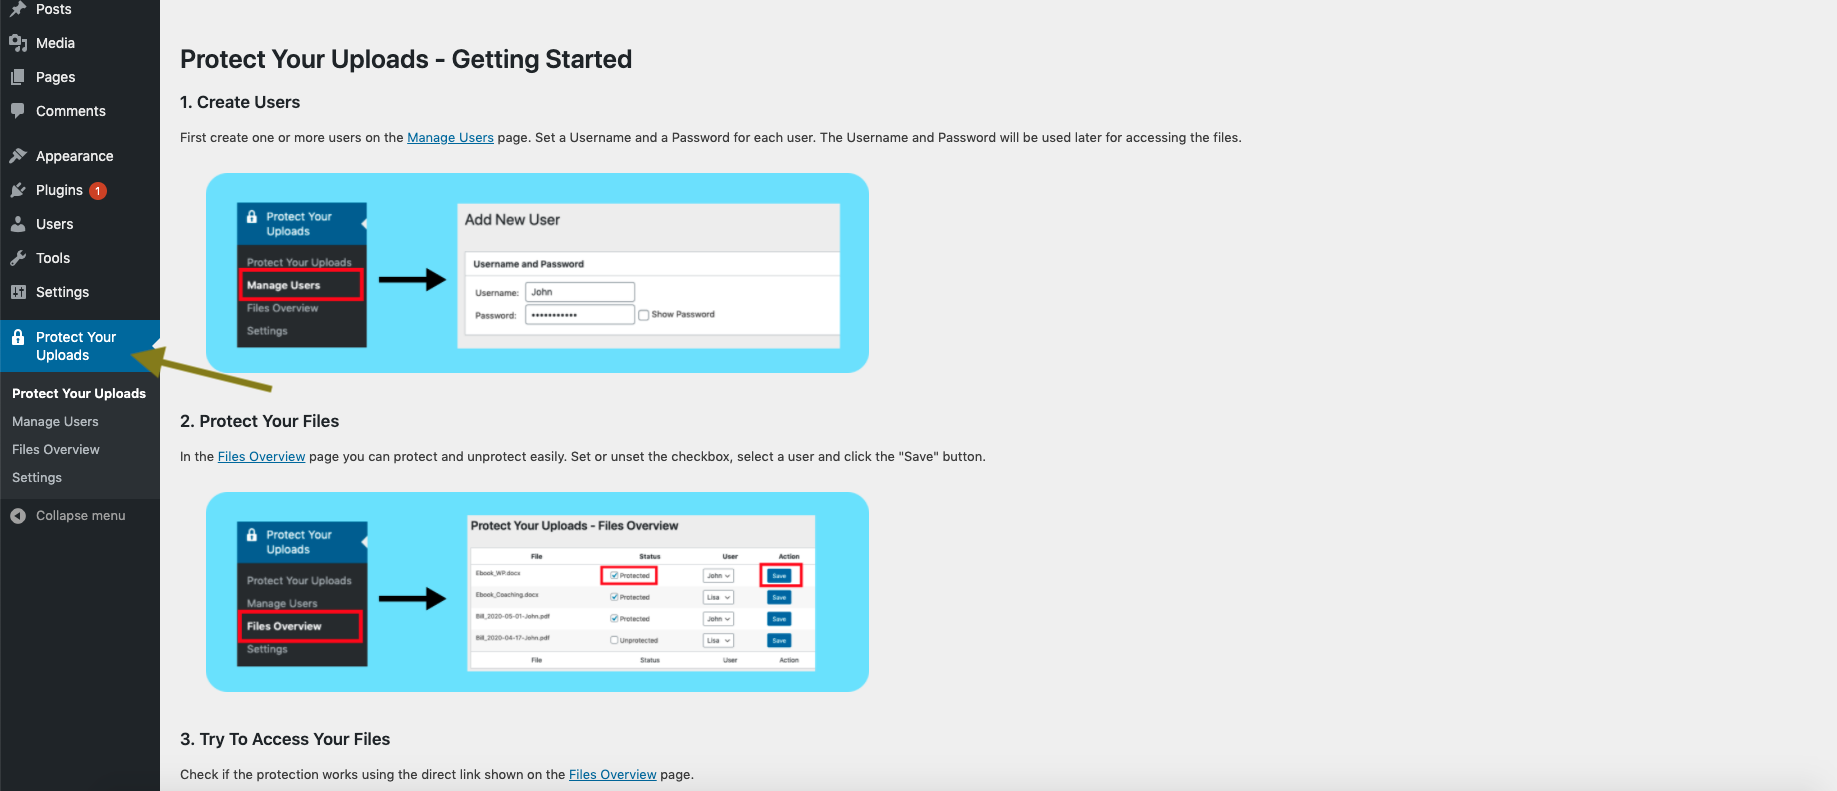 Posts
Media
Pages
Comments
Appearance
Plugins 1
Users
Tools
Settings
Protect Your
Uploads
Protect Your Uploads
Manage Users
Files Overview
Settings
Collapse menu
Protect Your Uploads - Getting Started
1. Create Users
First create one or more users on the Manage Users page. Set a Username and a Password for each user. The Username and Password will be used later for accessing the files.
Protect Your
Uploads
Protect Your Uploads
Manage Users
Files Overview
Settings
Add New User
Username and Password
Username: John
Password: ••••••••••• Show Password
2. Protect Your Files
In the Files Overview page you can protect and unprotect easily. Set or unset the checkbox, select a user and click the "Save" button.
Protect Your
Uploads
Protect Your Uploads
Manage Users
Files Overview
Settings
Protect Your Uploads - Files Overview
File Status User Action
Ebook_WP.docx Protected John Save
Ebook_Coaching.docx Protected Lisa Save
Bill_2020-05-01-John.pdf Protected John Save
Bill_2020-04-17-John.pdf Unprotected Lisa Save
File Status User Action
3. Try To Access Your Files
Check if the protection works using the direct link shown on the Files Overview page.